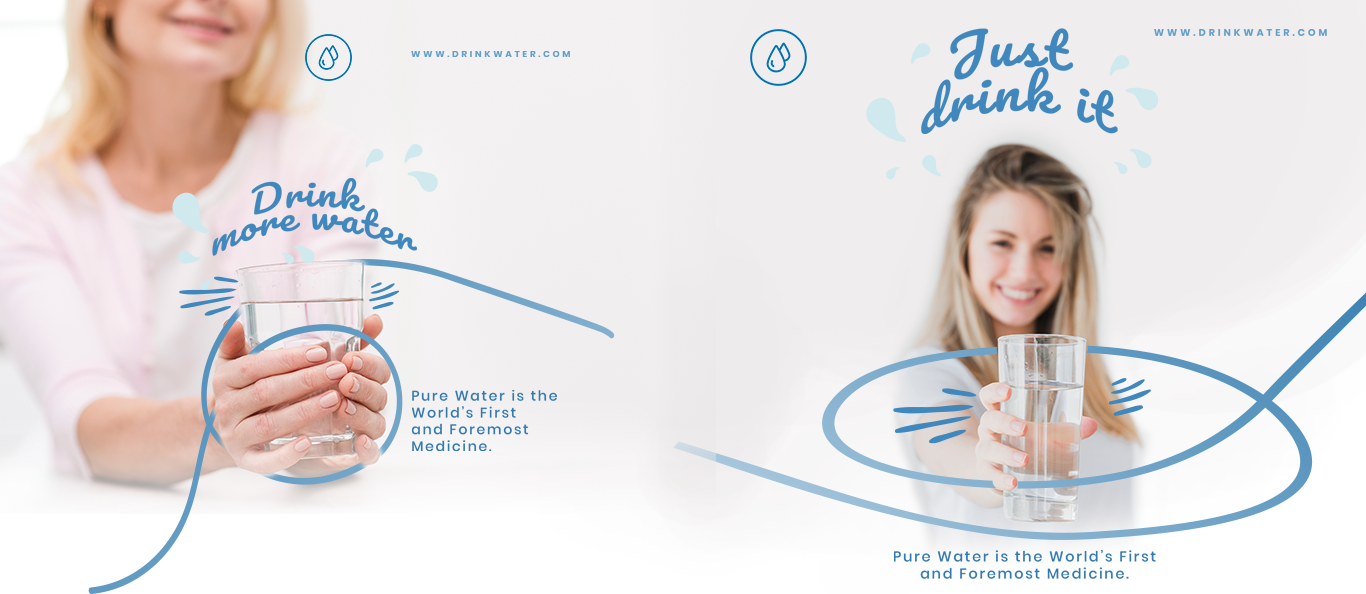 WWW.DRINKWATER.COM
Drink
more water
Pure Water is the
World's First
and Foremost
Medicine.
WWW.DRINKWATER.COM
Just
drink it
Pure Water is the World's First
and Foremost Medicine.